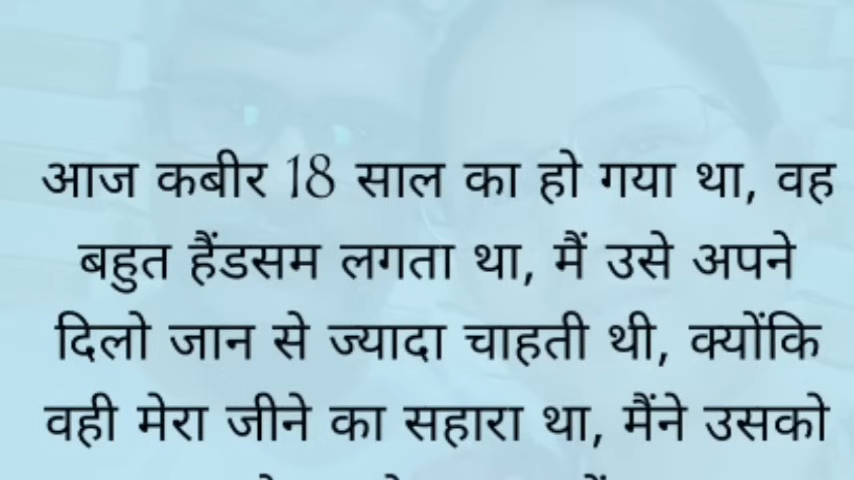 आज कबीर 18 साल का हो गया था, वह
बहुत हैंडसम लगता था, मैं उसे अपने
दिलो जान से ज्यादा चाहती थी, क्योंकि
वही मेरा जीने का सहारा था, मैंने उसको